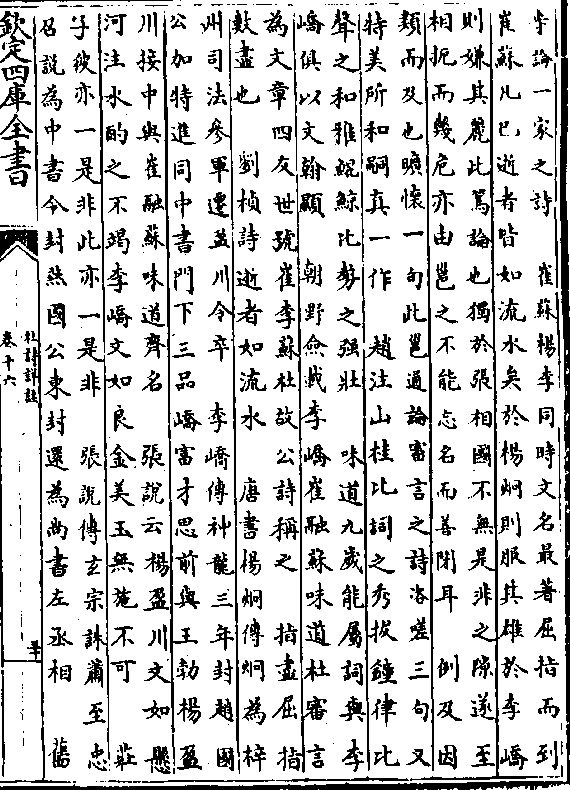 李論一家之詩　崔蘇楊李同時文名最著屈指而到
崔蘇凡已逝者皆如流水矣於楊炯則服其雄於李嶠
則嫌其麗此篤論也獨於張相國不無是非之隙遂至
相扼而幾危亦由邕之不能忘名而善閉耳　例及因
類而及也曠懷一句此邕通論審言之詩洛嗟三句又
特美所和嗣真一作　趙注山桂比詞之秀拔鐘律比
聲之和雅鯤鯨比勢之強壯　味道九歲能屬詞與李
嶠俱以文翰顯　朝野僉載李嶠崔融蘇味道杜審言
為文章四友世號崔李蘇杜故公詩稱之　指盡屈指
數盡也　劉楨詩逝者如流水　唐書楊炯傳炯為梓
州司法參軍遷盈川令卒　李嶠傳神龍三年封趙國
公加特進同中書門下三品嶠富才思前與王勃楊盈
川接中與崔融蘇味道齊名　張說云楊盈川文如懸
河注水酌之不竭李嶠文如良金美玉無施不可　莊
子彼亦一是非此亦一是非　張說傳玄宗誅蕭至忠
召說為中書令封燕國公東封還為尚書左丞相　舊
欽定四庫全書
杜詩詳註
卷十六